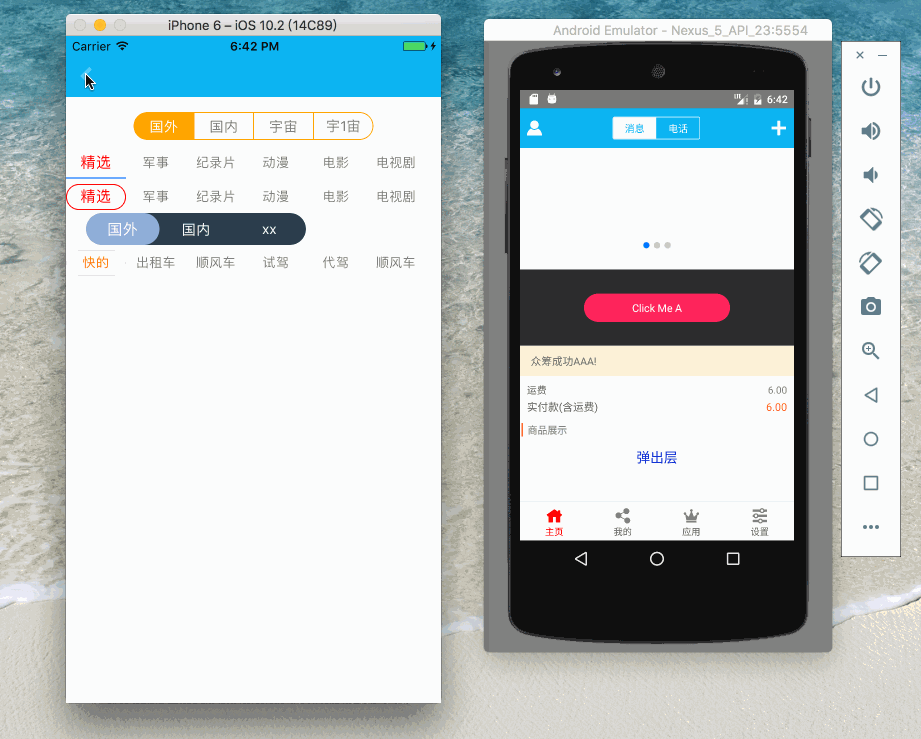 iPhone 6 – iOS 10.2 (14C89)
Carrier 6:42 PM
国外 国内 宇宙 宇1宙
精选 军事 纪录片 动漫 电影 电视剧
精选 军事 纪录片 动漫 电影 电视剧
国外 国内 xx
快的 出租车 顺风车 试驾 代驾 顺风车
Android Emulator - Nexus_5_API_23:5554
LTE 6:42
消息 电话
Click Me A
众筹成功AAA!
运费 6.00
实付款(含运费) 6.00
商品展示
弹出层
主页 我的 应用 设置